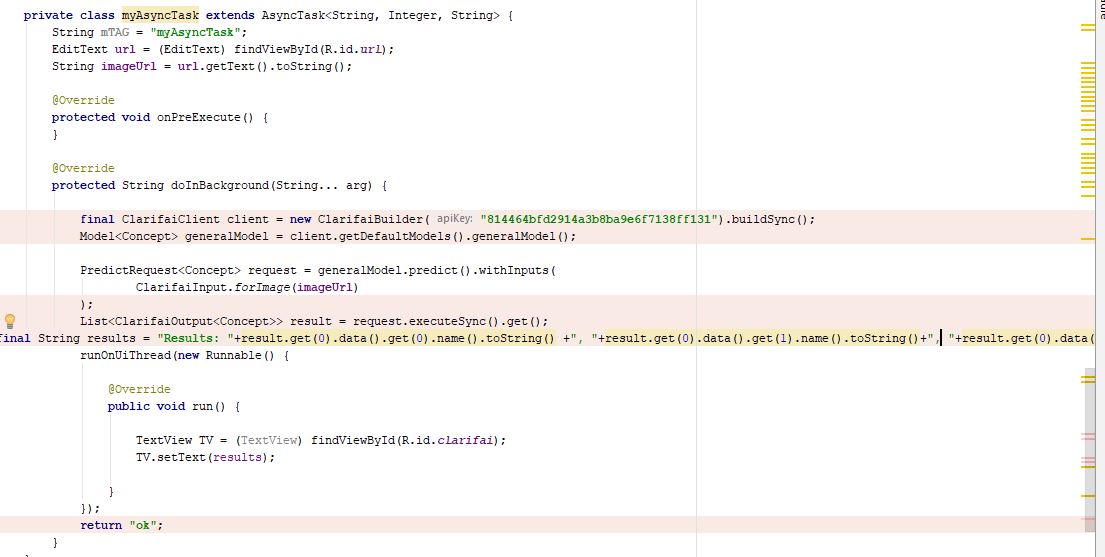 private class myAsyncTask extends AsyncTask<String, Integer, String> {
String mTAG = "myAsyncTask";
EditText url = (EditText) findViewById(R.id.url);
String imageUrl = url.getText().toString();
@Override
protected void onPreExecute() {
}
@Override
protected String doInBackground(String... arg) {
final ClarifaiClient client = new ClarifaiBuilder( apiKey: "814464bfd2914a3b8ba9e6f7138ff131").buildSync();
Model<Concept> generalModel = client.getDefaultModels().generalModel();
PredictRequest<Concept> request = generalModel.predict().withInputs(
ClarifaiInput.forImage(imageUrl)
);
List<ClarifaiOutput<Concept>> result = request.executeSync().get();
final String results = "Results: "+result.get(0).data().get(0).name().toString() +", "+result.get(0).data().get(1).name().toString()+", "+result.get(0).data(
runOnUiThread(new Runnable() {
@Override
public void run() {
TextView TV = (TextView) findViewById(R.id.clarifai);
TV.setText(results);
}
});
return "ok";
}